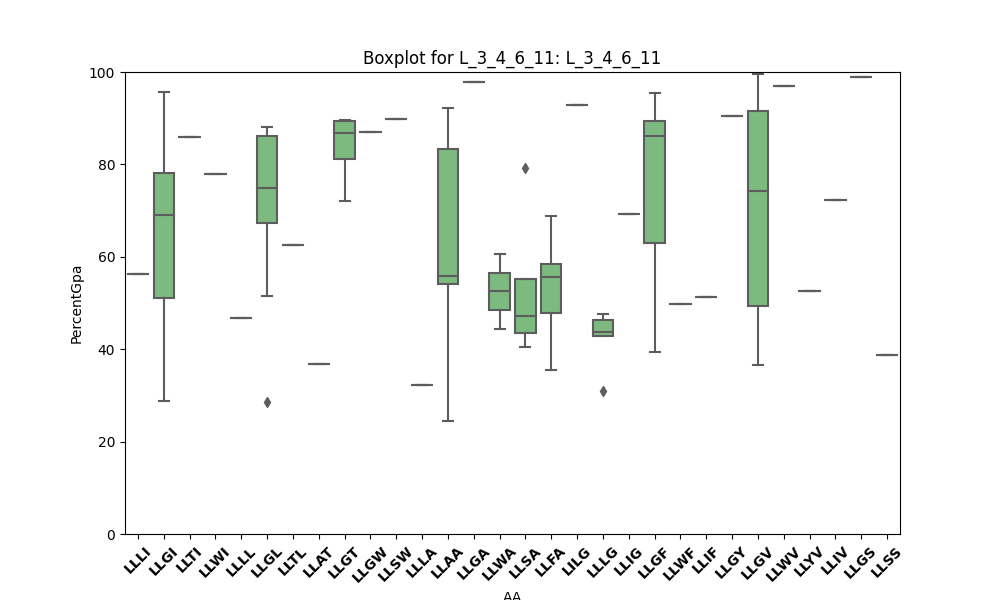 Boxplot for L_3_4_6_11: L_3_4_6_11
PercentGpa
100
80
60
40
20
0
LLLI LLGI LLTI LLWI LLLL LLGL LLTL LLAT LLGT LLGW LLSW LLLA LLAA LLGA LLWA LLSA LLFA LILG LLLG LLIG LLGF LLWF LLIF LLGY LLGV LLWV LLYV LLIV LLGS LLSS
AA